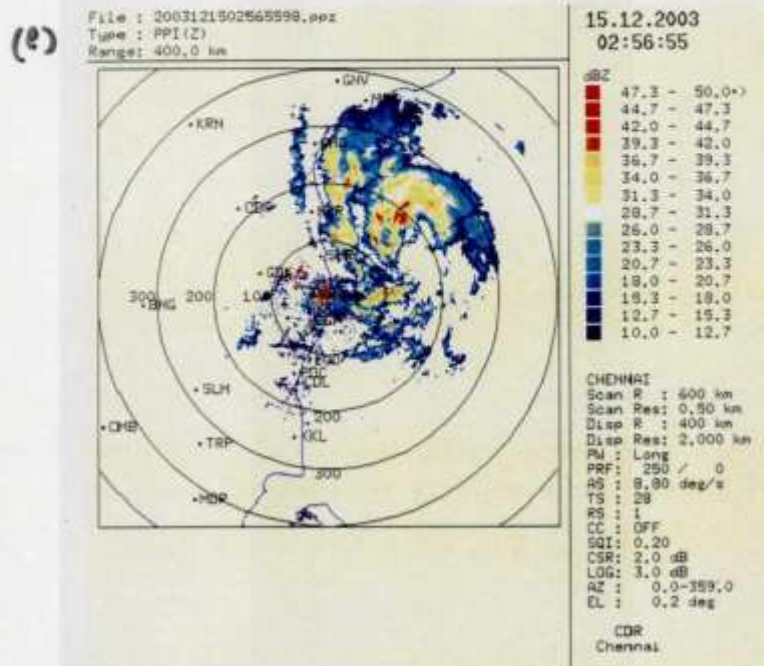 (e)
File : 2003121502565598.ppz
Type : PPI(Z)
Range: 400.0 km
15.12.2003
02:56:55
dBZ
47.3 - 50.0+>
44.7 - 47.3
42.0 - 44.7
39.3 - 42.0
36.7 - 39.3
34.0 - 36.7
31.3 - 34.0
28.7 - 31.3
26.0 - 28.7
23.3 - 26.0
20.7 - 23.3
18.0 - 20.7
15.3 - 18.0
12.7 - 15.3
10.0 - 12.7
GNV
KRN
300
BNG
200
100
SLM
CDL
200
OMB
TRP
KKL
300
MDR
CHENNAI
Scan R : 600 km
Scan Res: 0.50 km
Disp R : 400 km
Disp Res: 2.000 km
PW : Long
PRF: 250 / 0
AS : 8.80 deg/s
TS : 28
RS : 1
CC : OFF
SQI: 0.20
CSR: 2.0 dB
LOG: 3.0 dB
AZ : 0.0-359.0
EL : 0.2 deg
CDR
Chennai